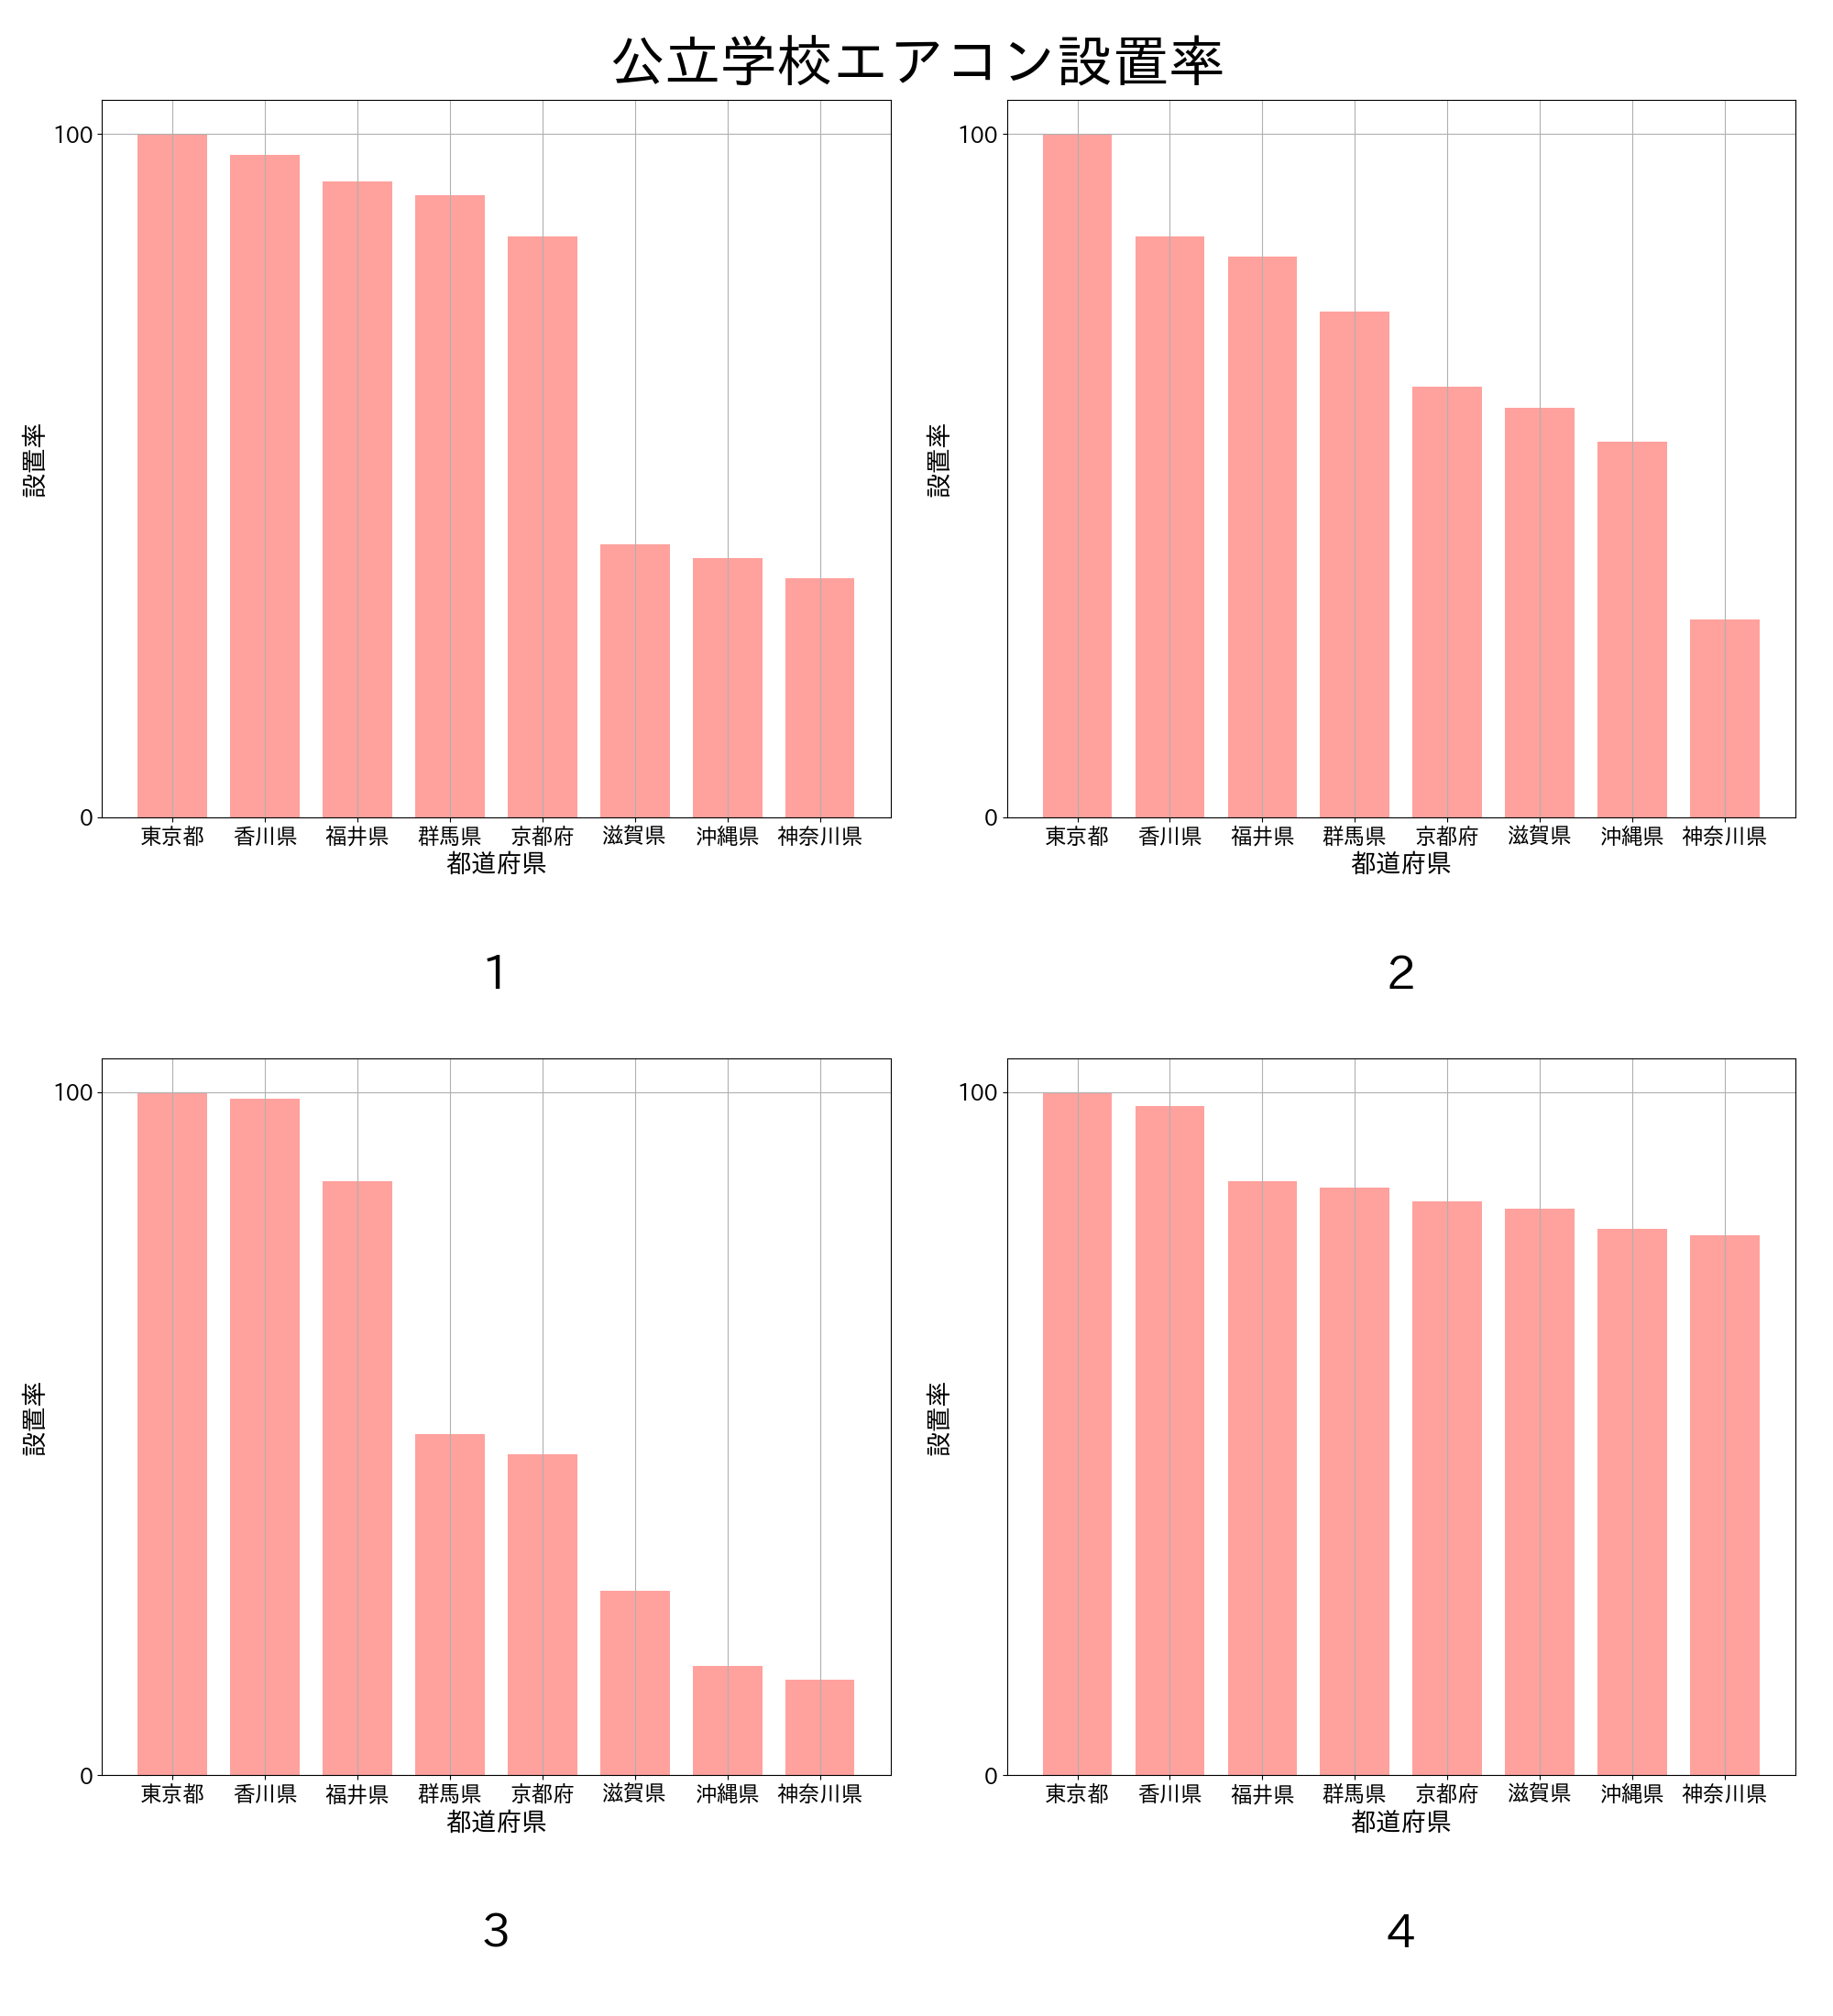 公立学校エアコン設置率
100
設置率
0
東京都 香川県 福井県 群馬県 京都府 滋賀県 沖縄県 神奈川県
都道府県
1
100
設置率
0
東京都 香川県 福井県 群馬県 京都府 滋賀県 沖縄県 神奈川県
都道府県
2
100
設置率
0
東京都 香川県 福井県 群馬県 京都府 滋賀県 沖縄県 神奈川県
都道府県
3
100
設置率
0
東京都 香川県 福井県 群馬県 京都府 滋賀県 沖縄県 神奈川県
都道府県
4